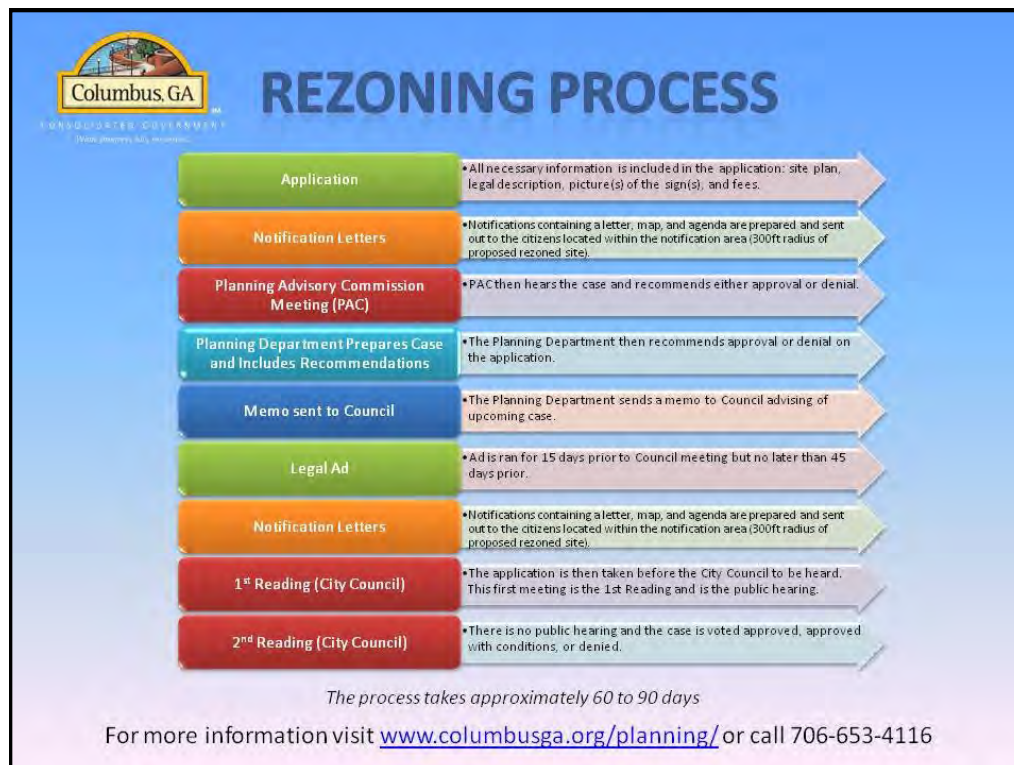 Columbus, GA
CONSOLIDATED GOVERNMENT
REZONING PROCESS
Application
•All necessary information is included in the application: site plan,
legal description, picture(s) of the sign(s), and fees.
Notification Letters
•Notifications containing a letter, map, and agenda are prepared and sent
out to the citizens located within the notification area (300ft radius of
proposed rezoned site).
Planning Advisory Commission
Meeting (PAC)
•PAC then hears the case and recommends either approval or denial.
Planning Department Prepares Case
and Includes Recommendations
•The Planning Department then recommends approval or denial on
the application.
Memo sent to Council
•The Planning Department sends a memo to Council advising of
upcoming case.
Legal Ad
•Ad is ran for 15 days prior to Council meeting but no later than 45
days prior.
Notification Letters
•Notifications containing a letter, map, and agenda are prepared and sent
out to the citizens located within the notification area (300ft radius of
proposed rezoned site).
1st Reading (City Council)
•The application is then taken before the City Council to be heard.
This first meeting is the 1st Reading and is the public hearing.
2nd Reading (City Council)
•There is no public hearing and the case is voted approved, approved
with conditions, or denied.
The process takes approximately 60 to 90 days
For more information visit www.columbusga.org/planning/ or call 706-653-4116